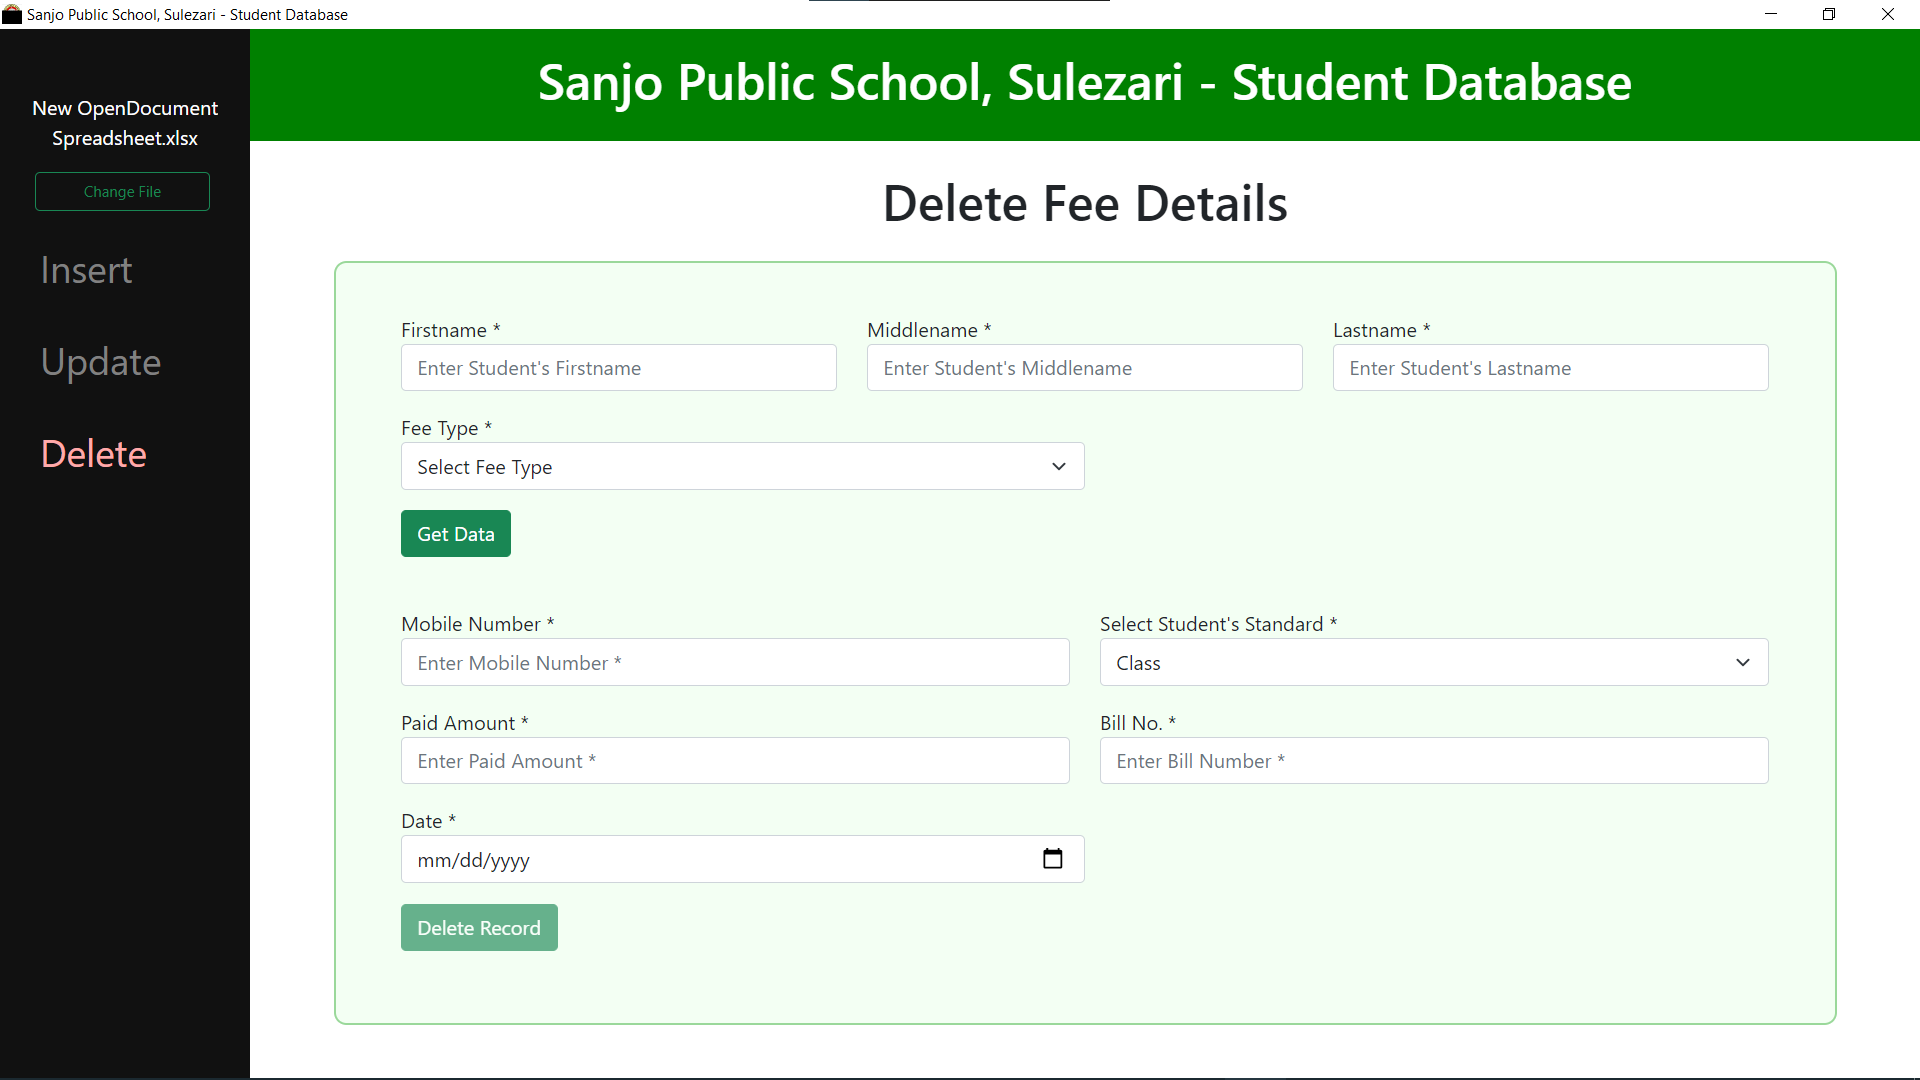 Sanjo Public School, Sulezari - Student Database
Sanjo Public School, Sulezari - Student Database
New OpenDocument
Spreadsheet.xlsx
Change File
Insert
Update
Delete
Delete Fee Details
Firstname * Middlename * Lastname *
Enter Student's Firstname Enter Student's Middlename Enter Student's Lastname
Fee Type *
Select Fee Type
Get Data
Mobile Number * Select Student's Standard *
Enter Mobile Number * Class
Paid Amount * Bill No. *
Enter Paid Amount * Enter Bill Number *
Date *
mm/dd/yyyy
Delete Record